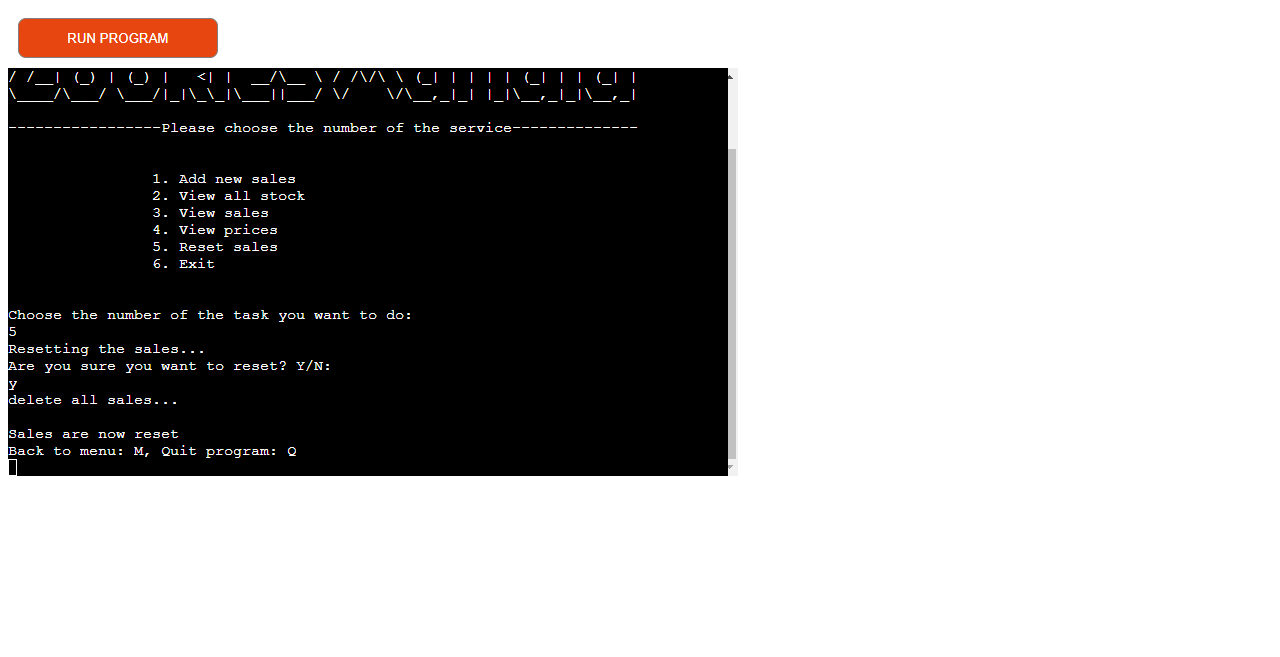 RUN PROGRAM
/ /__| (_) | (_) |   <| |  __/\__ \ / /\/\ \ (_| | | | | | (_| | | (_| |
\____/\___/ \___/|_|\_\_|\___||___/ \/    \/\__,_|_| |_|\__,_|_|\__,_|
-----------------Please choose the number of the service--------------
1. Add new sales
2. View all stock
3. View sales
4. View prices
5. Reset sales
6. Exit
Choose the number of the task you want to do:
5
Resetting the sales...
Are you sure you want to reset? Y/N:
y
delete all sales...
Sales are now reset
Back to menu: M, Quit program: Q